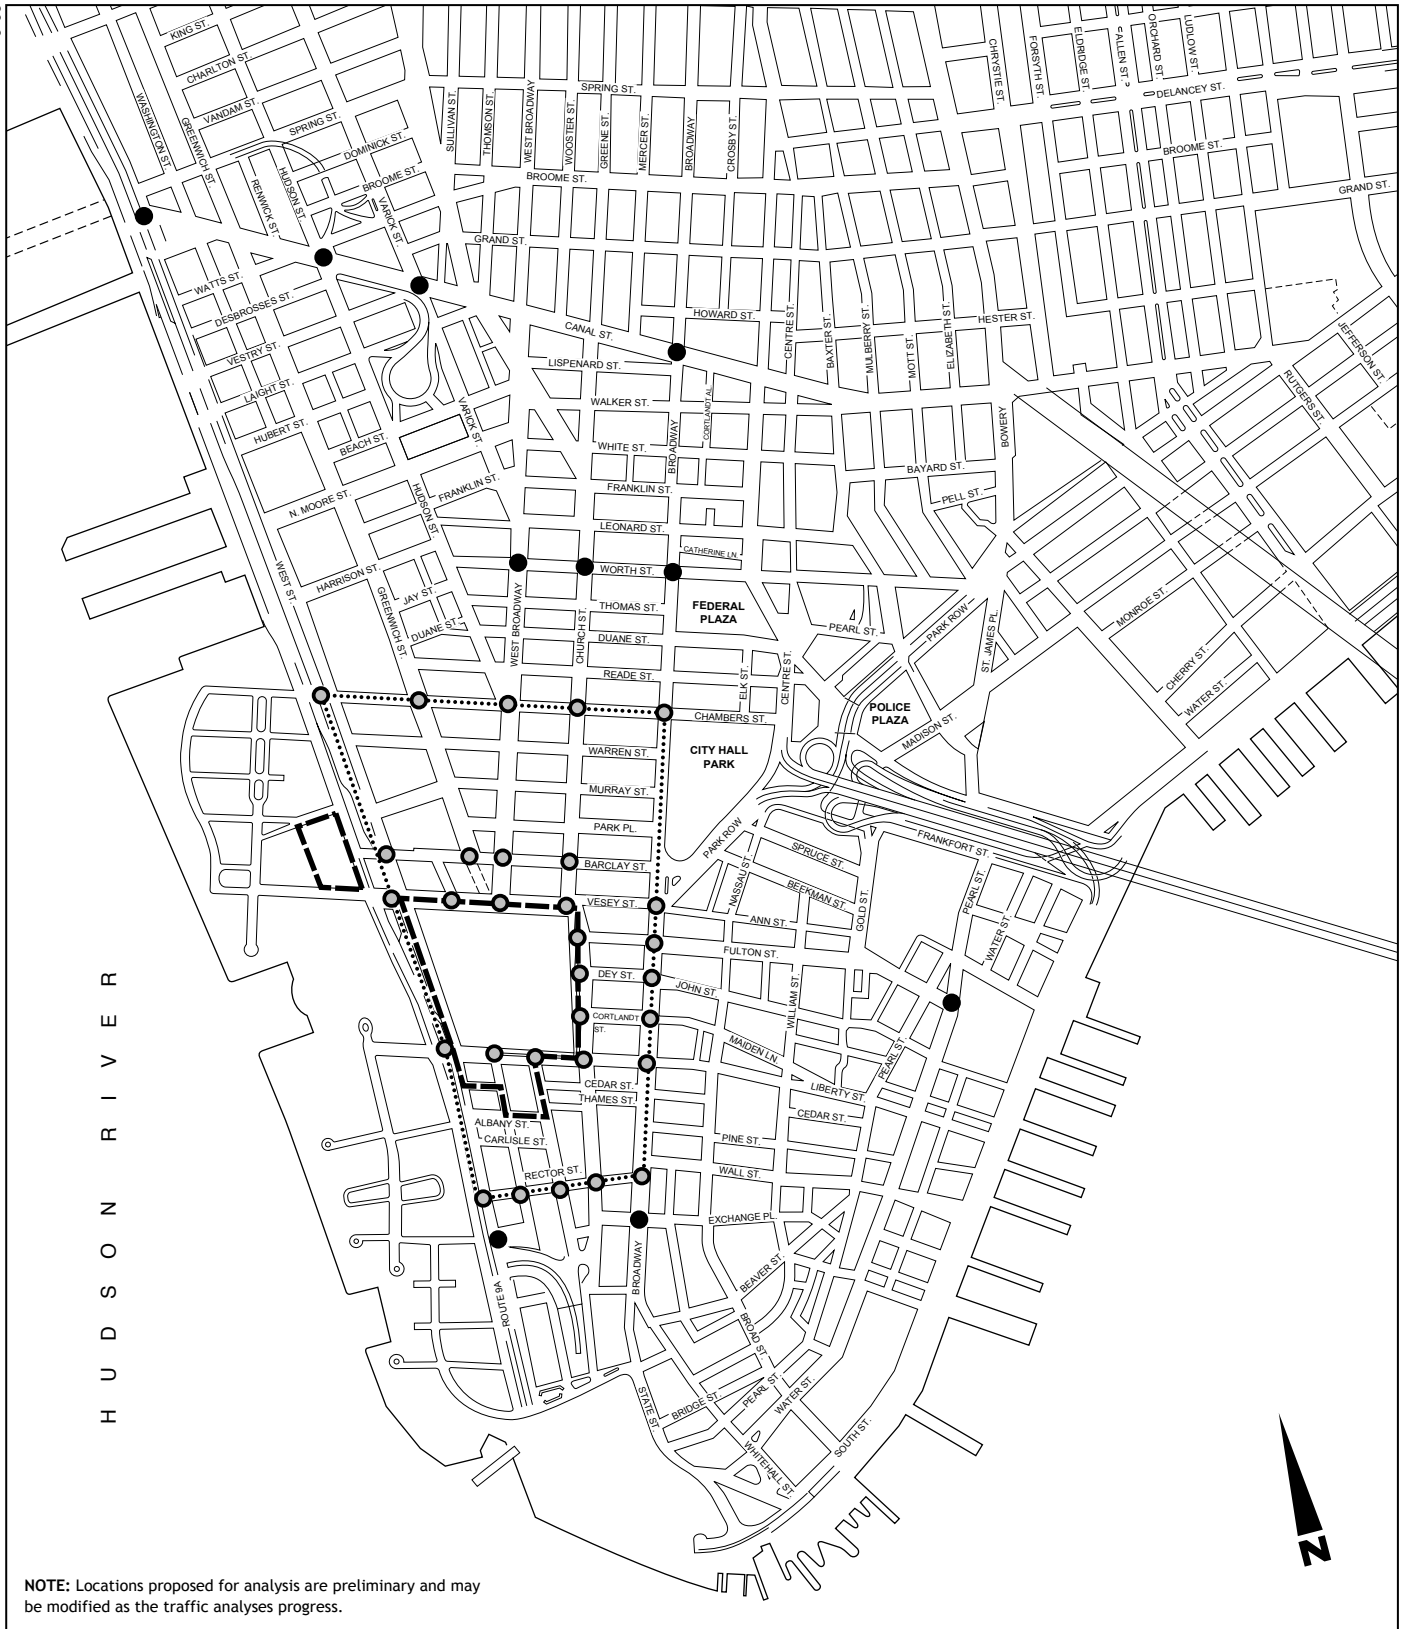 KING ST.
CHARLTON ST.
VANDAM ST.
SPRING ST.
DOMINICK ST.
BROOME ST.
WASHINGTON ST.
GREENWICH ST.
RENWICK ST.
HUDSON ST.
VARICK ST.
SULLIVAN ST.
THOMSON ST.
WEST BROADWAY
WOOSTER ST.
GREENE ST.
MERCER ST.
BROADWAY
CROSBY ST.
SPRING ST.
BROOME ST.
GRAND ST.
CHRYSTIE ST.
FORSYTH ST.
ELDRIDGE ST.
ALLEN ST.
ORCHARD ST.
LUDLOW ST.
DELANCEY ST.
BROOME ST.
GRAND ST.
WATTS ST.
DESBROSSES ST.
VESTRY ST.
LAIGHT ST.
HUBERT ST.
BEACH ST.
N. MOORE ST.
VARICK ST.
FRANKLIN ST.
HUDSON ST.
HOWARD ST.
CANAL ST.
LISPENARD ST.
WALKER ST.
CORTLANDT AL.
BROADWAY
WHITE ST.
FRANKLIN ST.
LEONARD ST.
CATHERINE LN.
WORTH ST.
CENTRE ST.
BAXTER ST.
MULBERRY ST.
MOTT ST.
ELIZABETH ST.
HESTER ST.
BOWERY
BAYARD ST.
PELL ST.
JEFFERSON ST.
RUTGERS ST.
WEST ST.
HARRISON ST.
JAY ST.
DUANE ST.
GREENWICH ST.
WEST BROADWAY
CHURCH ST.
THOMAS ST.
DUANE ST.
READE ST.
FEDERAL
PLAZA
ELK ST.
CENTRE ST.
PEARL ST.
PARK ROW
ST. JAMES PL.
MONROE ST.
CHERRY ST.
WATER ST.
CHAMBERS ST.
POLICE
PLAZA
MADISON ST.
CITY HALL
PARK
WARREN ST.
MURRAY ST.
PARK PL.
BARCLAY ST.
VESEY ST.
PARK ROW
NASSAU ST.
SPRUCE ST.
BEEKMAN ST.
ANN ST.
FULTON ST.
GOLD ST.
FRANKFORT ST.
PEARL ST.
WATER ST.
DEY ST.
JOHN ST.
CORTLANDT
ST.
WILLIAM ST.
MAIDEN LN.
PEARL ST.
LIBERTY ST.
CEDAR ST.
CEDAR ST.
THAMES ST.
ALBANY ST.
CARLISLE ST.
PINE ST.
RECTOR ST.
WALL ST.
EXCHANGE PL.
BEAVER ST.
BROADWAY
ROUTE 9A
BROAD ST.
STATE ST.
BRIDGE ST.
PEARL ST.
WATER ST.
WHITEHALL ST.
SOUTH ST.
HUDSON RIVER
N
NOTE: Locations proposed for analysis are preliminary and may
be modified as the traffic analyses progress.